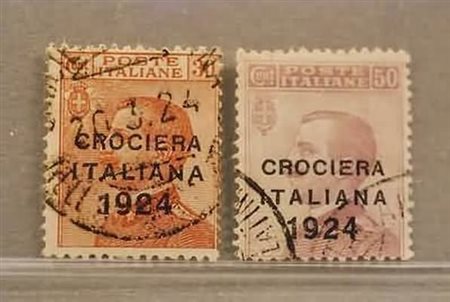 POSTE
ITALIANE
CROCIERA
ITALIANA
1924
POSTE
ITALIANE
50
CROCIERA
ITALIANA
1924